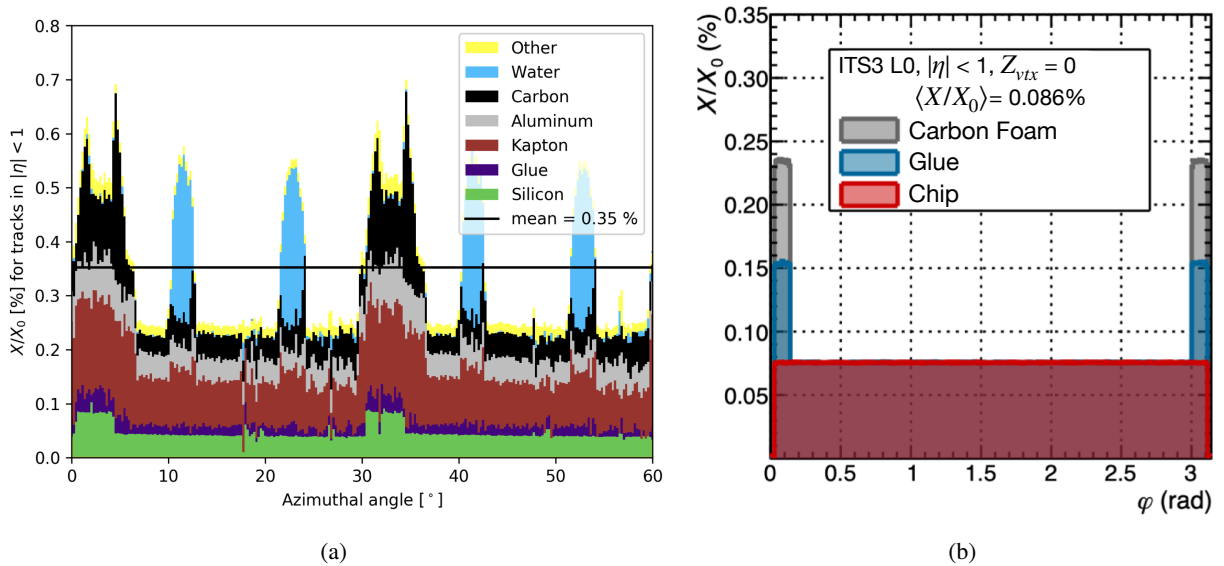 0.8
0.7
0.6
0.5
0.4
0.3
0.2
0.1
0.0
X/X₀ [%] for tracks in |η| < 1
Other
Water
Carbon
Aluminum
Kapton
Glue
Silicon
mean = 0.35 %
0 10 20 30 40 50 60
Azimuthal angle [°]
(a)
X/X₀ (%)
0.35
0.30
0.25
0.20
0.15
0.10
0.05
ITS3 L0, |η| < 1, Z_vtx = 0
⟨X/X₀⟩= 0.086%
Carbon Foam
Glue
Chip
0 0.5 1 1.5 2 2.5 3
φ (rad)
(b)